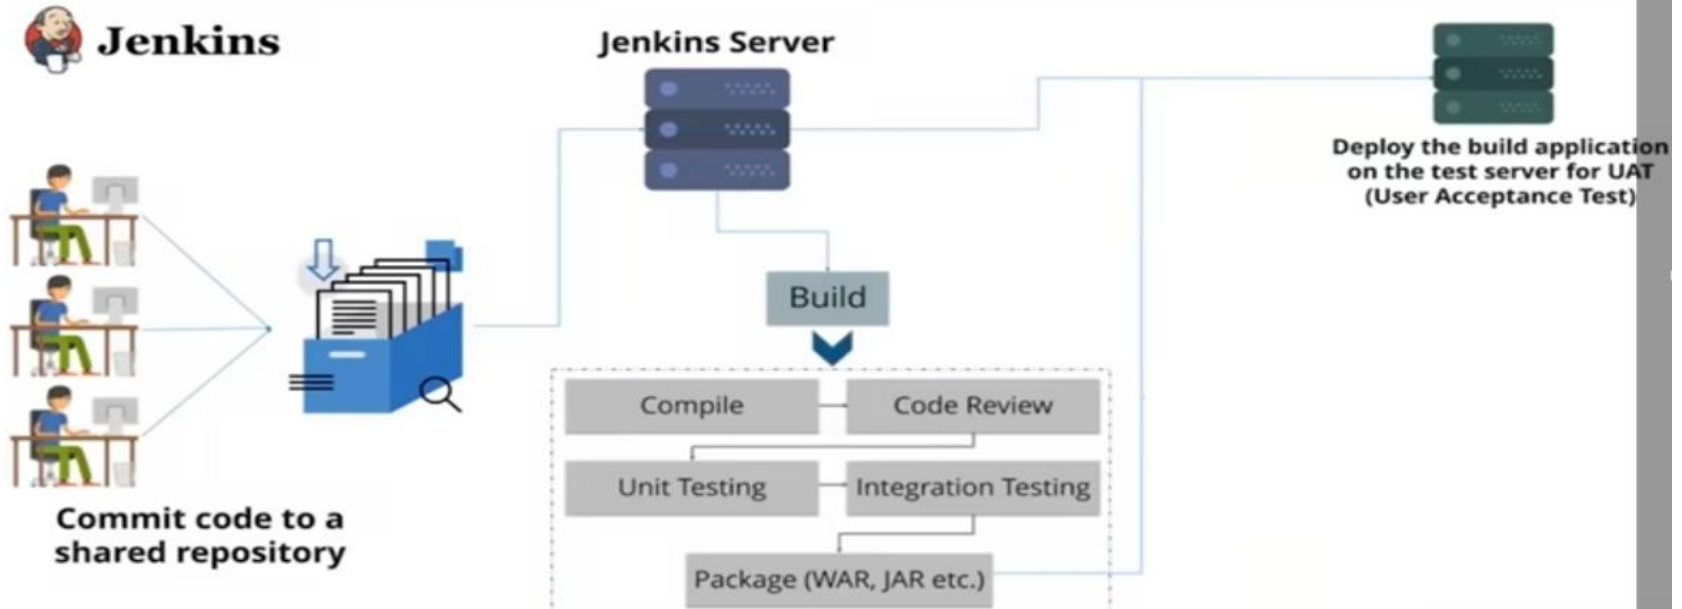 Jenkins
Jenkins Server
Deploy the build application
on the test server for UAT
(User Acceptance Test)
Build
Compile
Code Review
Unit Testing
Integration Testing
Package (WAR, JAR etc.)
Commit code to a
shared repository